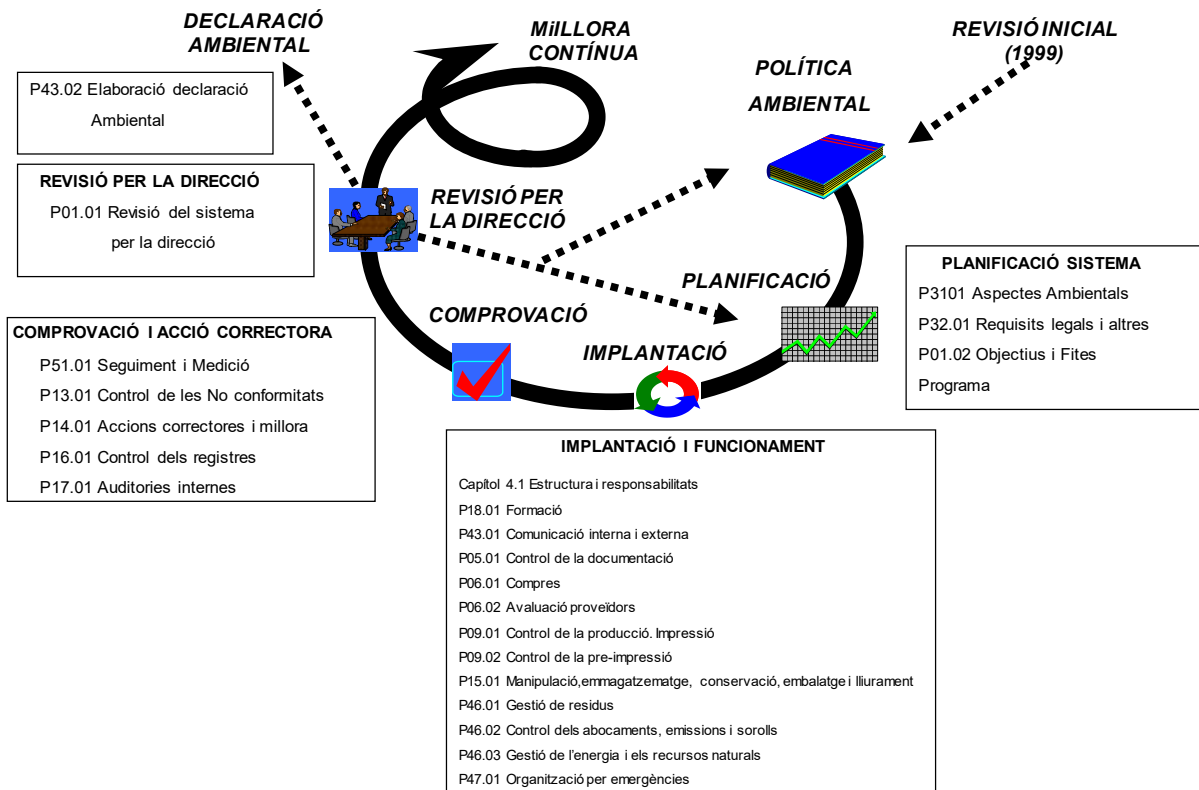 DECLARACIÓ
AMBIENTAL
MillLORA
CONTÍNUA
REVISIÓ INICIAL
(1999)
POLÍTICA
AMBIENTAL
P43.02 Elaboració declaració
Ambiental
REVISIÓ PER LA DIRECCIÓ
P01.01 Revisió del sistema
per la direcció
REVISIÓ PER
LA DIRECCIÓ
PLANIFICACIÓ
COMPROVACIÓ
IMPLANTACIÓ
PLANIFICACIÓ SISTEMA
P3101 Aspectes Ambientals
P32.01 Requisits legals i altres
P01.02 Objectius i Fites
Programa
COMPROVACIÓ I ACCIÓ CORRECTORA
P51.01 Seguiment i Medició
P13.01 Control de les No conformitats
P14.01 Accions correctores i millora
P16.01 Control dels registres
P17.01 Auditories internes
IMPLANTACIÓ I FUNCIONAMENT
Capítol 4.1 Estructura i responsabilitats
P18.01 Formació
P43.01 Comunicació interna i externa
P05.01 Control de la documentació
P06.01 Compres
P06.02 Avaluació proveïdors
P09.01 Control de la producció. Impressió
P09.02 Control de la pre-impressió
P15.01 Manipulació,emmagatzematge, conservació, embalatge i lliurament
P46.01 Gestió de residus
P46.02 Control dels abocaments, emissions i sorolls
P46.03 Gestió de l'energia i els recursos naturals
P47.01 Organització per emergències